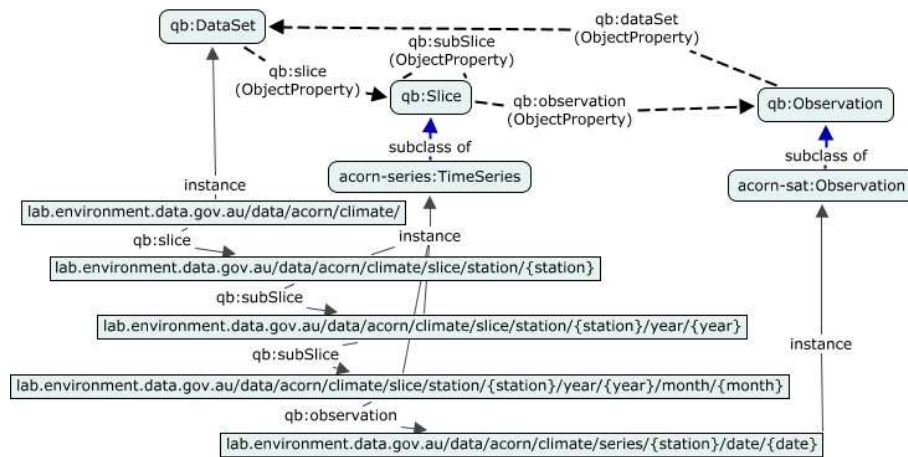 qb:DataSet
qb:dataSet
(ObjectProperty)
qb:subSlice
(ObjectProperty)
qb:slice
(ObjectProperty)
qb:Slice
qb:observation
(ObjectProperty)
qb:Observation
subclass of
subclass of
acorn-series:TimeSeries
acorn-sat:Observation
instance
lab.environment.data.gov.au/data/acorn/climate/
qb:slice
instance
lab.environment.data.gov.au/data/acorn/climate/slice/station/{station}
qb:subSlice
lab.environment.data.gov.au/data/acorn/climate/slice/station/{station}/year/{year}
qb:subSlice
instance
lab.environment.data.gov.au/data/acorn/climate/slice/station/{station}/year/{year}/month/{month}
qb:observation
lab.environment.data.gov.au/data/acorn/climate/series/{station}/date/{date}